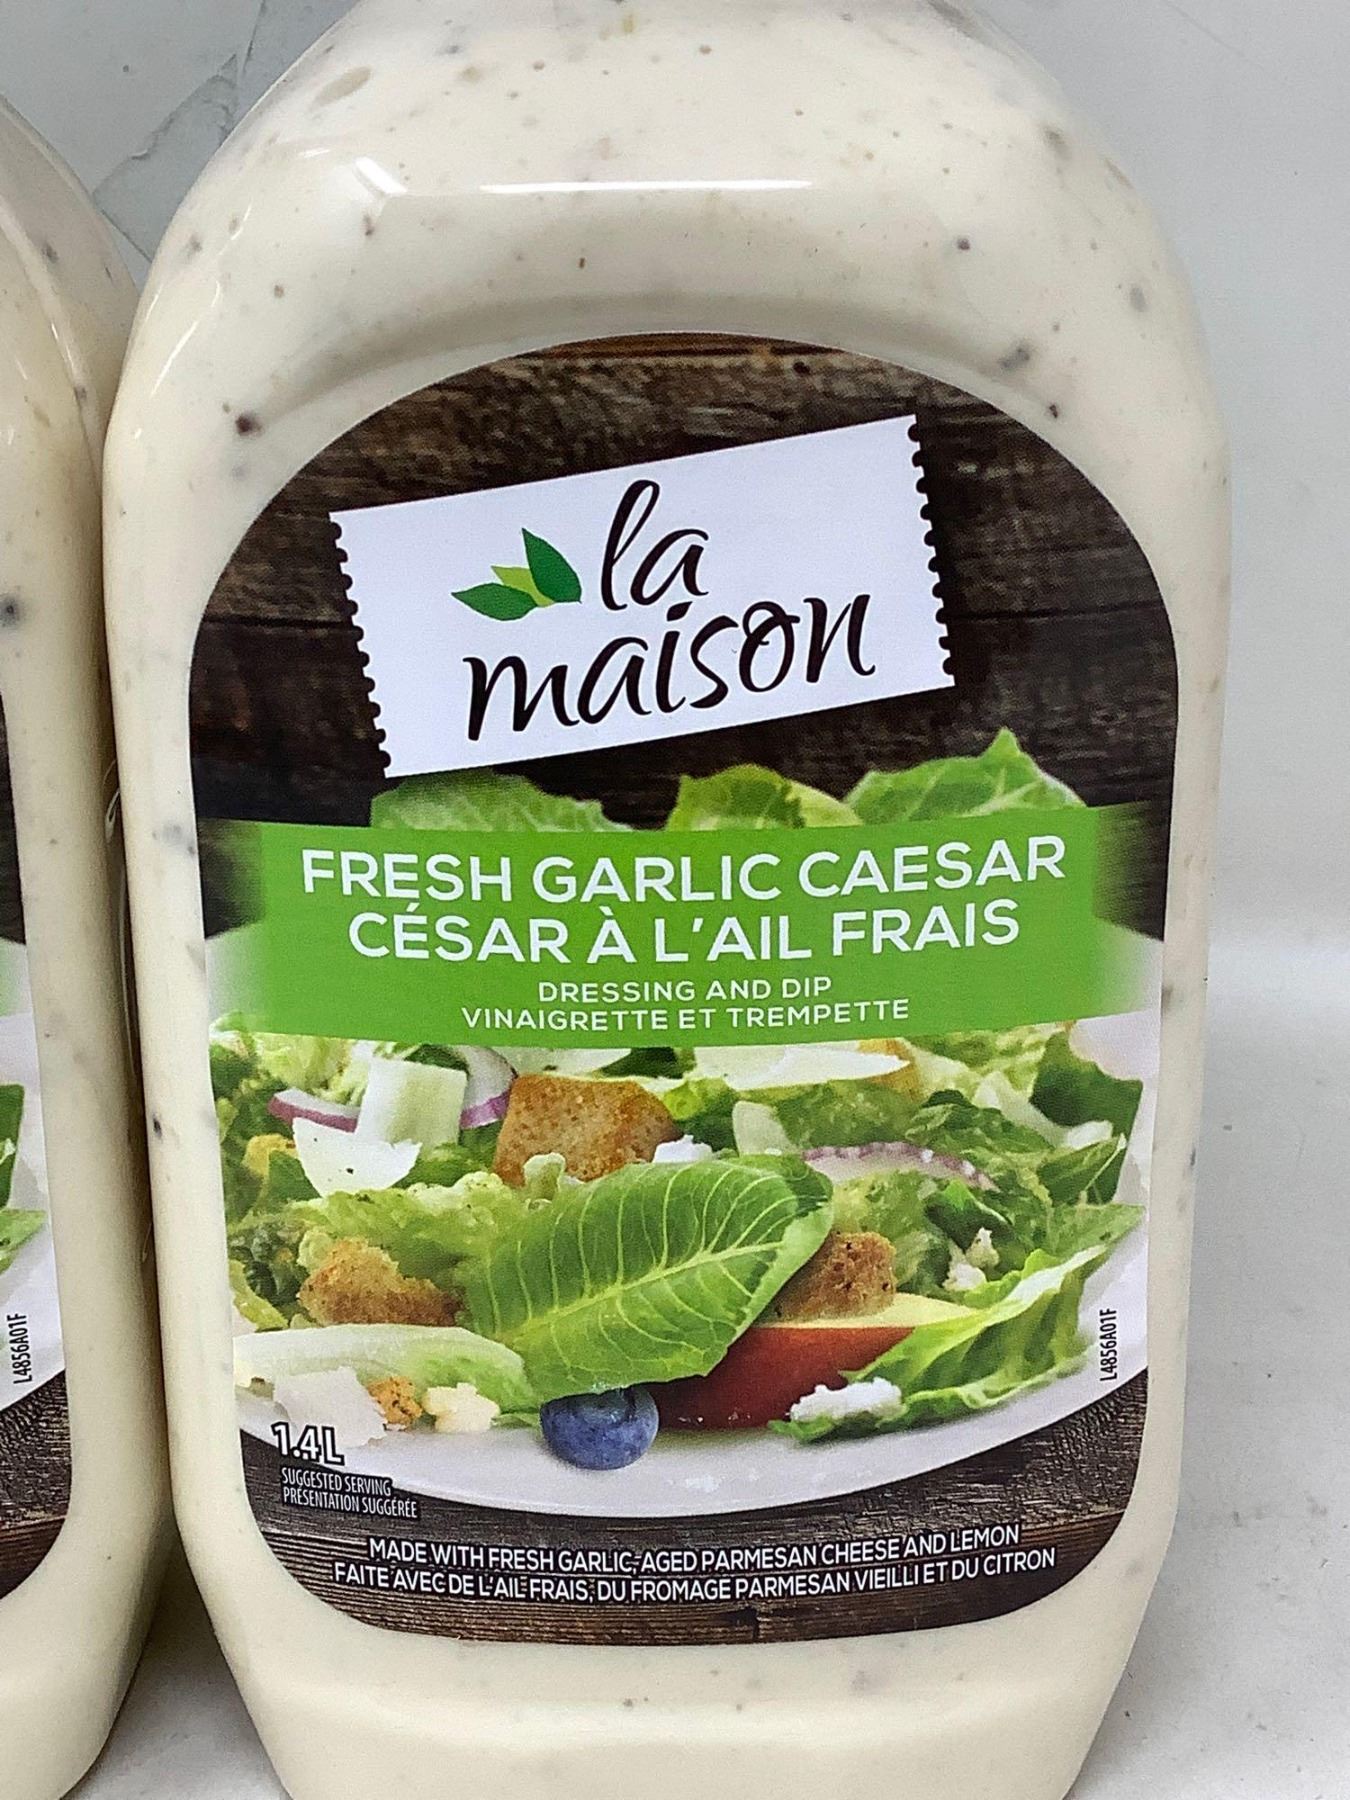 la
maison
FRESH GARLIC CAESAR
CÉSAR À L'AIL FRAIS
DRESSING AND DIP
VINAIGRETTE ET TREMPETTE
L4856A01F
L4856A01F
1.4L
SUGGESTED SERVING
PRÉSENTATION SUGGÉRÉE
MADE WITH FRESH GARLIC, AGED PARMESAN CHEESE AND LEMON
FAITE AVEC DE L'AIL FRAIS, DU FROMAGE PARMESAN VIEILLI ET DU CITRON